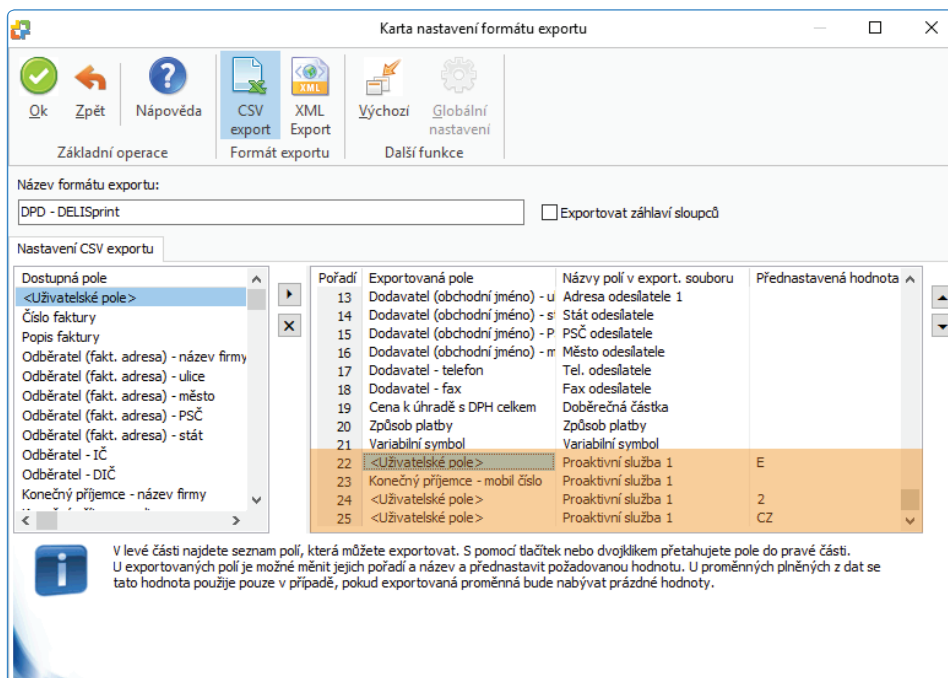 Karta nastavení formátu exportu
Ok
Zpět
Nápověda
CSV export
XML Export
Výchozí
Globální nastavení
Základní operace
Formát exportu
Další funkce
Název formátu exportu:
DPD - DELISprint
Exportovat záhlaví sloupců
Nastavení CSV exportu
Dostupná pole
<Uživatelské pole>
Číslo faktury
Popis faktury
Odběratel (fakt. adresa) - název firmy
Odběratel (fakt. adresa) - ulice
Odběratel (fakt. adresa) - město
Odběratel (fakt. adresa) - PSČ
Odběratel (fakt. adresa) - stát
Odběratel - IČ
Odběratel - DIČ
Konečný příjemce - název firmy
Pořadí Exportovaná pole Názvy polí v export. souboru Přednastavená hodnota
13 Dodavatel (obchodní jméno) - ul Adresa odesílatele 1
14 Dodavatel (obchodní jméno) - st Stát odesílatele
15 Dodavatel (obchodní jméno) - P PSČ odesílatele
16 Dodavatel (obchodní jméno) - m Město odesílatele
17 Dodavatel - telefon Tel. odesílatele
18 Dodavatel - fax Fax odesílatele
19 Cena k úhradě s DPH celkem Doběrečná částka
20 Způsob platby Způsob platby
21 Variabilní symbol Variabilní symbol
22 <Uživatelské pole> Proaktivní služba 1 E
23 Konečný příjemce - mobil číslo Proaktivní služba 1
24 <Uživatelské pole> Proaktivní služba 1 2
25 <Uživatelské pole> Proaktivní služba 1 CZ
V levé části najdete seznam polí, která můžete exportovat. S pomocí tlačítek nebo dvojklikem přetahujete pole do pravé části.
U exportovaných polí je možné měnit jejich pořadí a název a přednastavit požadovanou hodnotu. U proměnných plněných z dat se
tato hodnota použije pouze v případě, pokud exportovaná proměnná bude nabývat prázdné hodnoty.